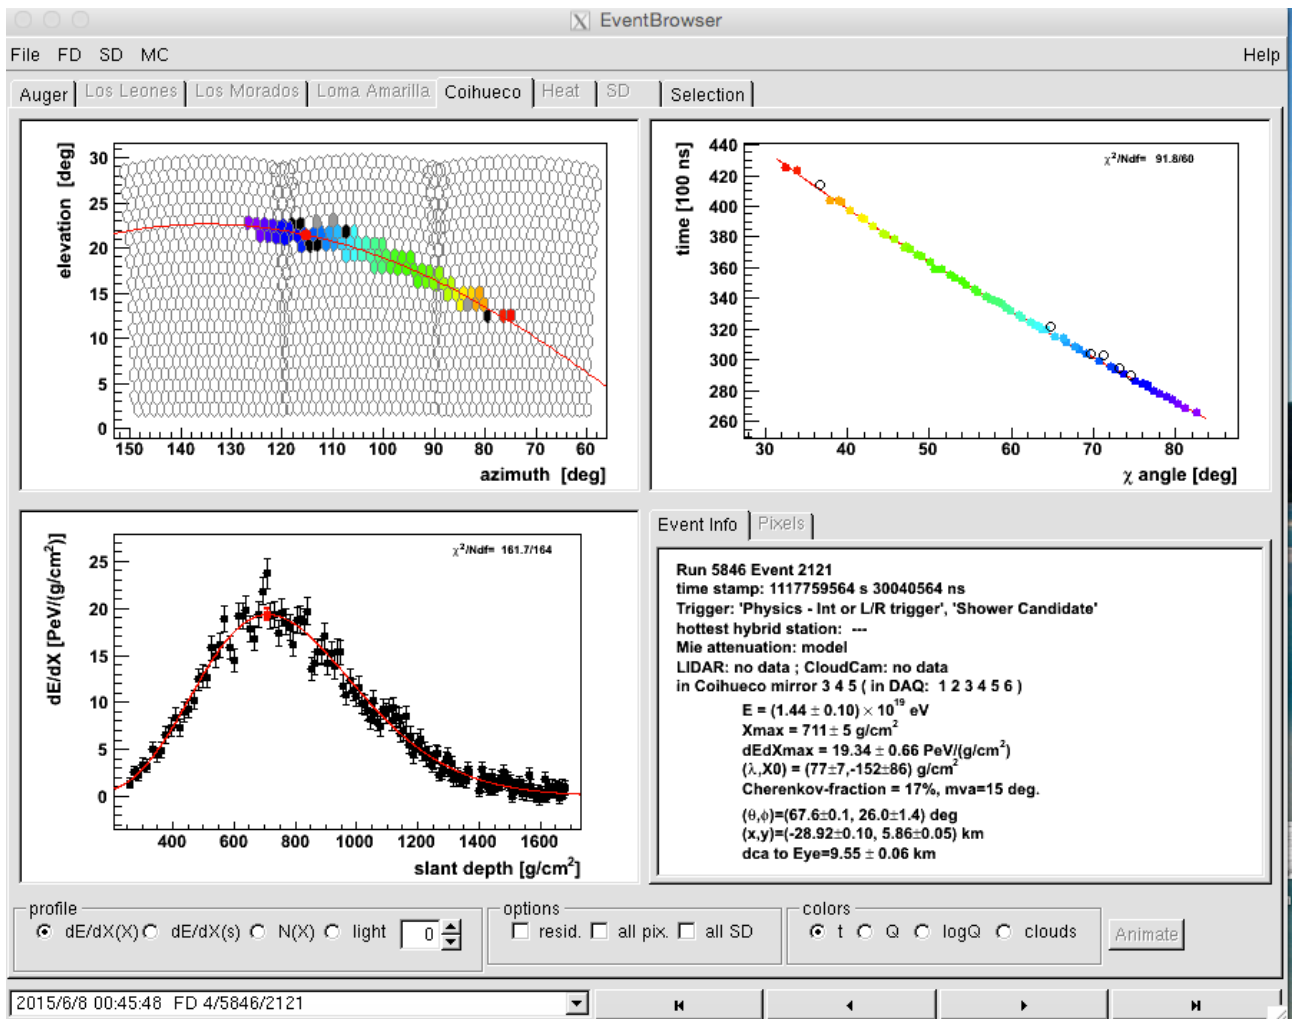 EventBrowser
File FD SD MC Help
Auger Los Leones Los Morados Loma Amarilla Coihueco Heat SD Selection
elevation [deg]
30
25
20
15
10
5
0
150 140 130 120 110 100 90 80 70 60
azimuth [deg]
time [100 ns]
χ²/Ndf= 91.8/60
440
420
400
380
360
340
320
300
280
260
30 40 50 60 70 80
χ angle [deg]
dE/dX [PeV/(g/cm²)]
χ²/Ndf= 161.7/164
25
20
15
10
5
0
400 600 800 1000 1200 1400 1600
slant depth [g/cm²]
Event Info Pixels
Run 5846 Event 2121
time stamp: 1117759564 s 30040564 ns
Trigger: 'Physics - Int or L/R trigger', 'Shower Candidate'
hottest hybrid station: ---
Mie attenuation: model
LIDAR: no data ; CloudCam: no data
in Coihueco mirror 3 4 5 ( in DAQ: 1 2 3 4 5 6 )
E = (1.44 ± 0.10) × 10¹⁹ eV
Xmax = 711± 5 g/cm²
dEdXmax = 19.34 ± 0.66 PeV/(g/cm²)
(λ,X0) = (77±7,-152±86) g/cm²
Cherenkov-fraction = 17%, mva=15 deg.
(θ,ϕ)=(67.6±0.1, 26.0±1.4) deg
(x,y)=(-28.92±0.10, 5.86±0.05) km
dca to Eye=9.55 ± 0.06 km
profile
dE/dX(X) dE/dX(s) N(X) light 0
options
resid. all pix. all SD
colors
t Q logQ clouds
Animate
2015/6/8 00:45:48 FD 4/5846/2121